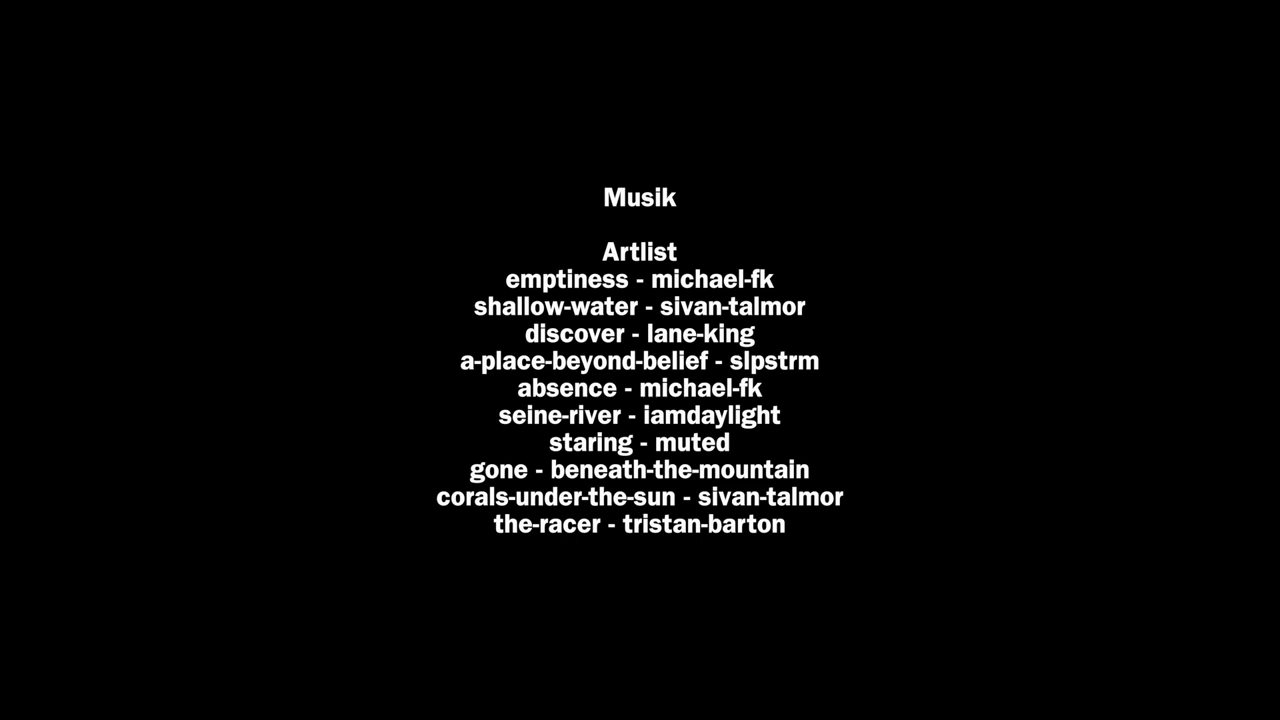 Musik
Artlist
emptiness - michael-fk
shallow-water - sivan-talmor
discover - lane-king
a-place-beyond-belief - slpstrm
absence - michael-fk
seine-river - iamdaylight
staring - muted
gone - beneath-the-mountain
corals-under-the-sun - sivan-talmor
the-racer - tristan-barton